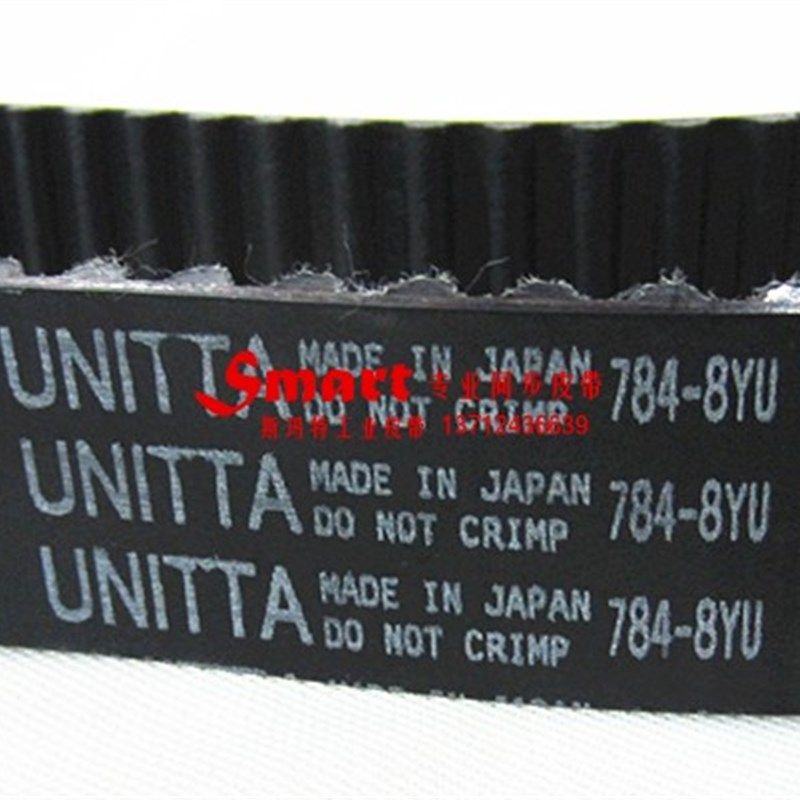 UNITTA MADE IN JAPAN 784-8YU
DO NOT CRIMP
Smart 专业同步皮带
斯玛特工业皮带 13712436639
UNITTA MADE IN JAPAN 784-8YU
DO NOT CRIMP
UNITTA MADE IN JAPAN 784-8YU
DO NOT CRIMP